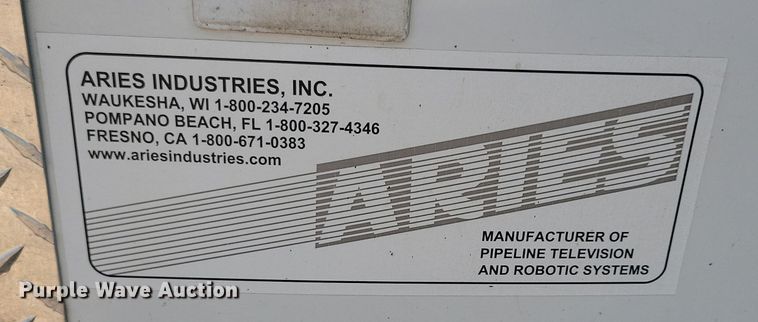 ARIES INDUSTRIES, INC.
WAUKESHA, WI 1-800-234-7205
POMPANO BEACH, FL 1-800-327-4346
FRESNO, CA 1-800-671-0383
www.ariesindustries.com
ARIES
MANUFACTURER OF
PIPELINE TELEVISION
AND ROBOTIC SYSTEMS
Purple Wave Auction